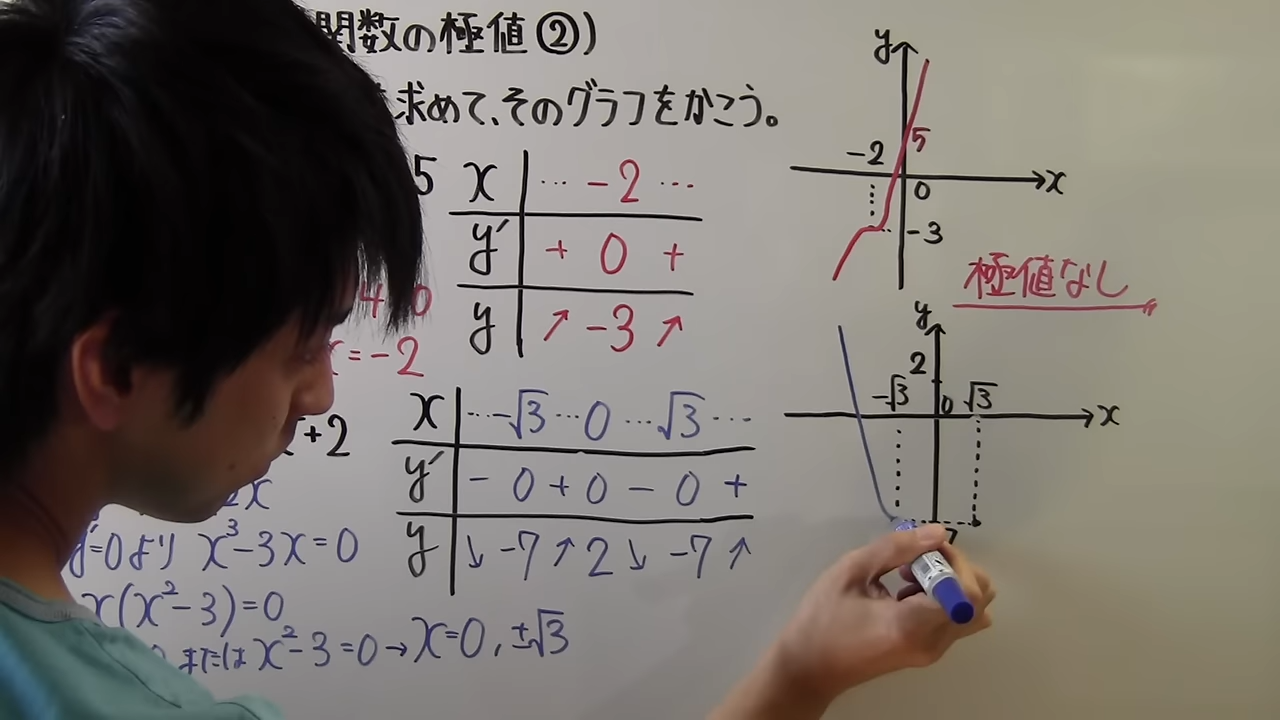 関数の極値②)
求めて、そのグラフをかこう。
5
x … -2 …
y' + 0 +
y ↗ -3 ↗
4=0
x=-2
x+2
2x
y'=0より x³-3x=0
x(x²-3)=0
または x²-3=0→x=0, ±√3
x … -√3 … 0 … √3 …
y' - 0 + 0 - 0 +
y ↘ -7 ↗ 2 ↘ -7 ↗
y
5
-2
0
x
-3
極値なし
y
2
-√3 0 √3
x